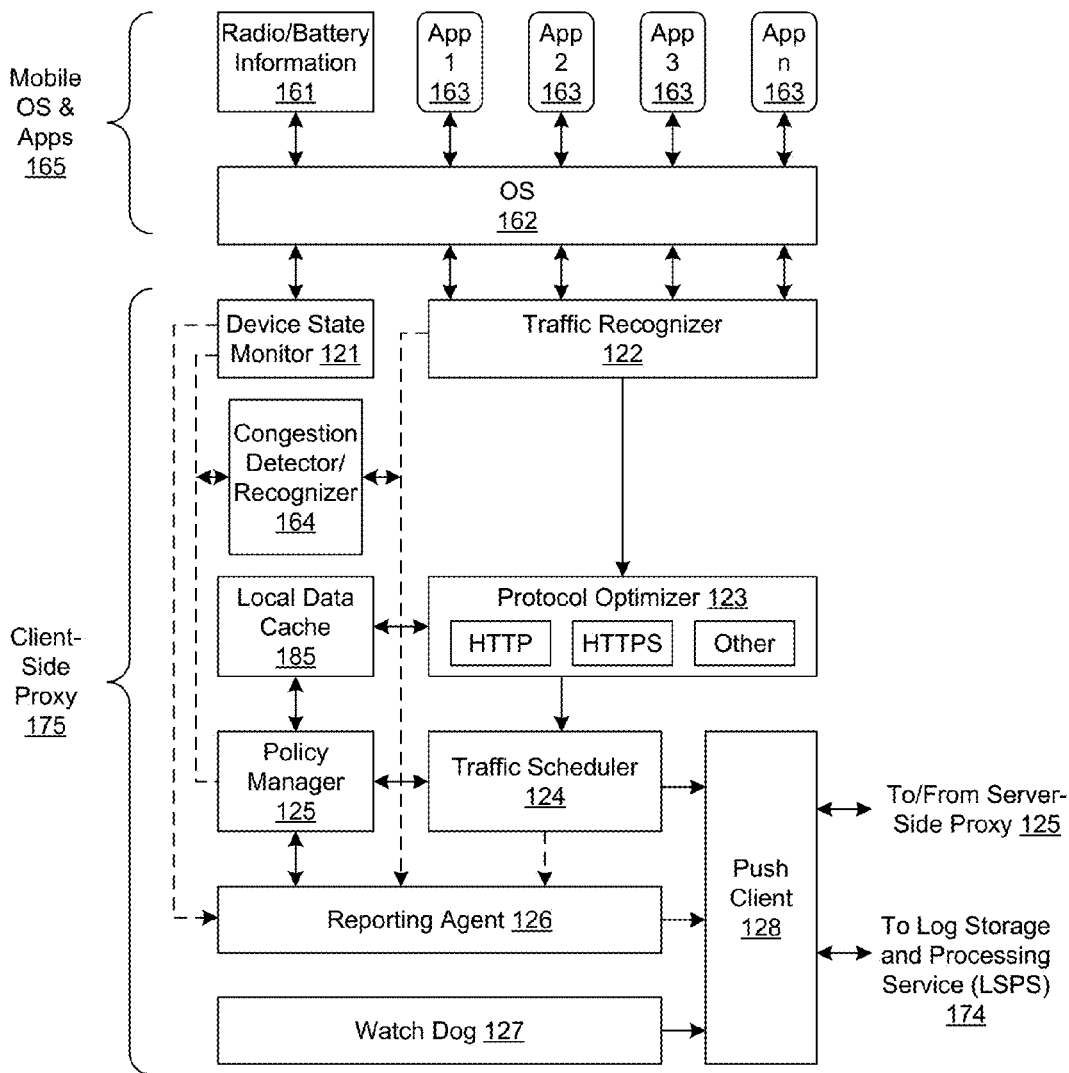 Radio/Battery
Information
161
App
1
163
App
2
163
App
3
163
App
n
163
Mobile
OS &
Apps
165
OS
162
Device State
Monitor 121
Traffic Recognizer
122
Congestion
Detector/
Recognizer
164
Local Data
Cache
185
Protocol Optimizer 123
HTTP
HTTPS
Other
Client-
Side
Proxy
175
Policy
Manager
125
Traffic Scheduler
124
Push
Client
128
To/From Server-
Side Proxy 125
Reporting Agent 126
To Log Storage
and Processing
Service (LSPS)
174
Watch Dog 127